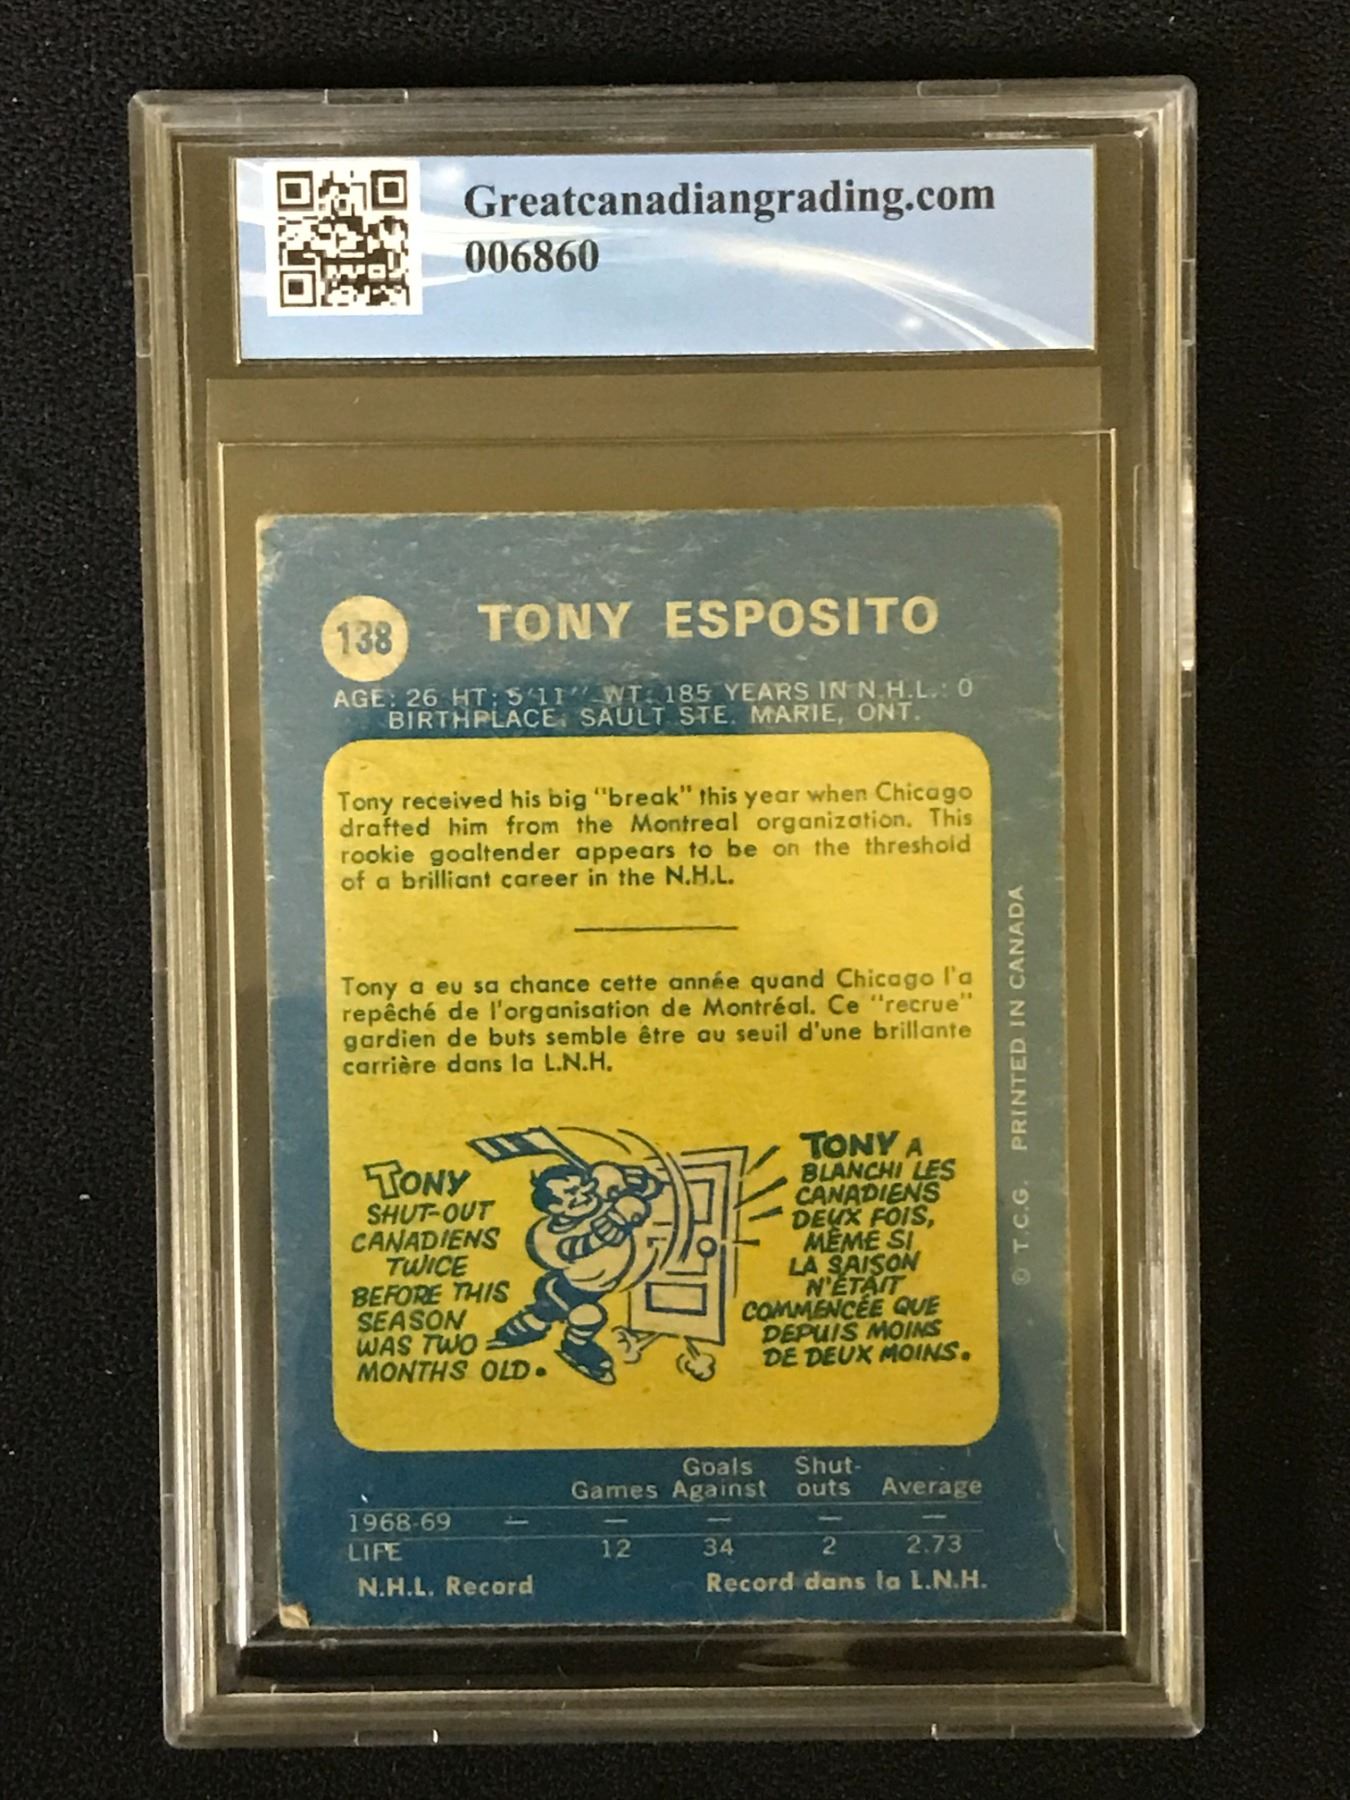 Greatcanadiangrading.com
006860
138
TONY ESPOSITO
AGE: 26 HT: 5'11" WT: 185 YEARS IN N.H.L.: 0
BIRTHPLACE: SAULT STE. MARIE, ONT.
Tony received his big "break" this year when Chicago
drafted him from the Montreal organization. This
rookie goaltender appears to be on the threshold
of a brilliant career in the N.H.L.
Tony a eu sa chance cette année quand Chicago l'a
repêché de l'organisation de Montréal. Ce "recrue"
gardien de buts semble être au seuil d'une brillante
carrière dans la L.N.H.
TONY
SHUT-OUT
CANADIENS
TWICE
BEFORE THIS
SEASON
WAS TWO
MONTHS OLD.
TONY A
BLANCHI LES
CANADIENS
DEUX FOIS,
MÊME SI
LA SAISON
N'ÉTAIT
COMMENCÉE QUE
DEPUIS MOINS
DE DEUX MOINS.
© T.C.G. PRINTED IN CANADA
Games Goals Against Shut-outs Average
1968-69 — — — — —
LIFE 12 34 2 2.73
N.H.L. Record Record dans la L.N.H.